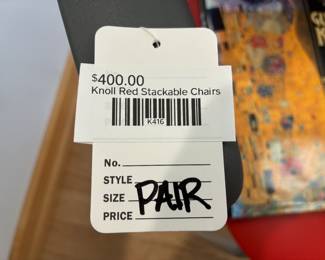 $400.00
Knoll Red Stackable Chairs
K416
No.
STYLE
SIZE PAIR
PRICE